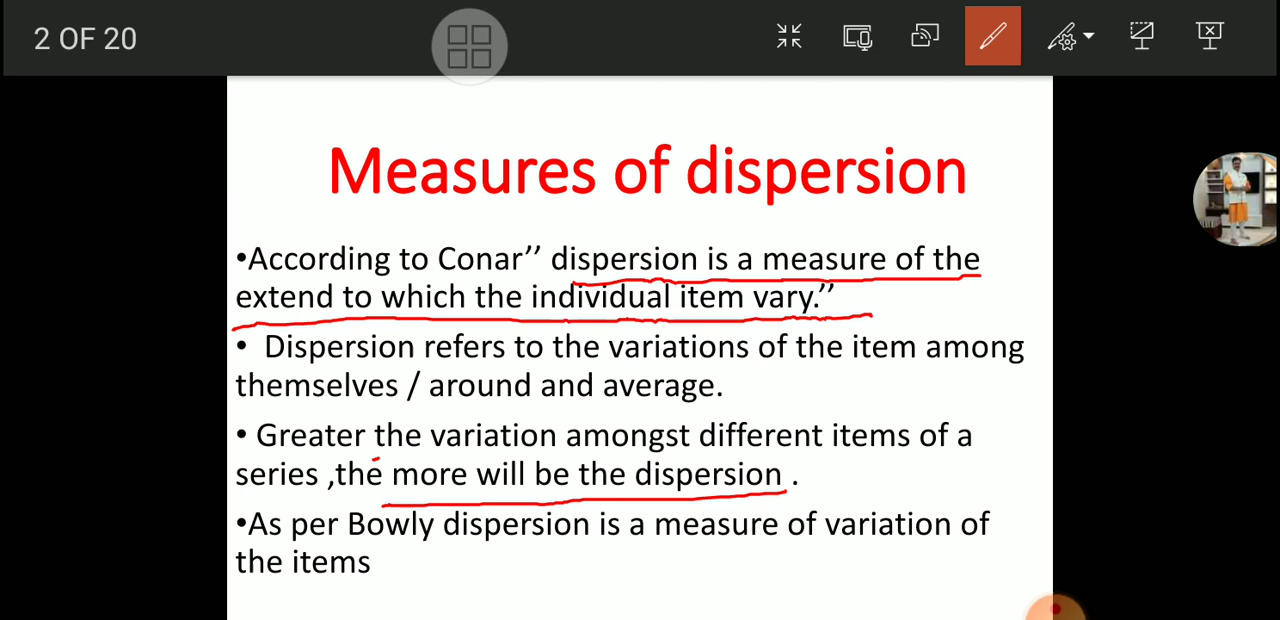 2 OF 20
Measures of dispersion
•According to Conar’’ dispersion is a measure of the
extend to which the individual item vary.’’
• Dispersion refers to the variations of the item among
themselves / around and average.
• Greater the variation amongst different items of a
series ,the more will be the dispersion .
•As per Bowly dispersion is a measure of variation of
the items